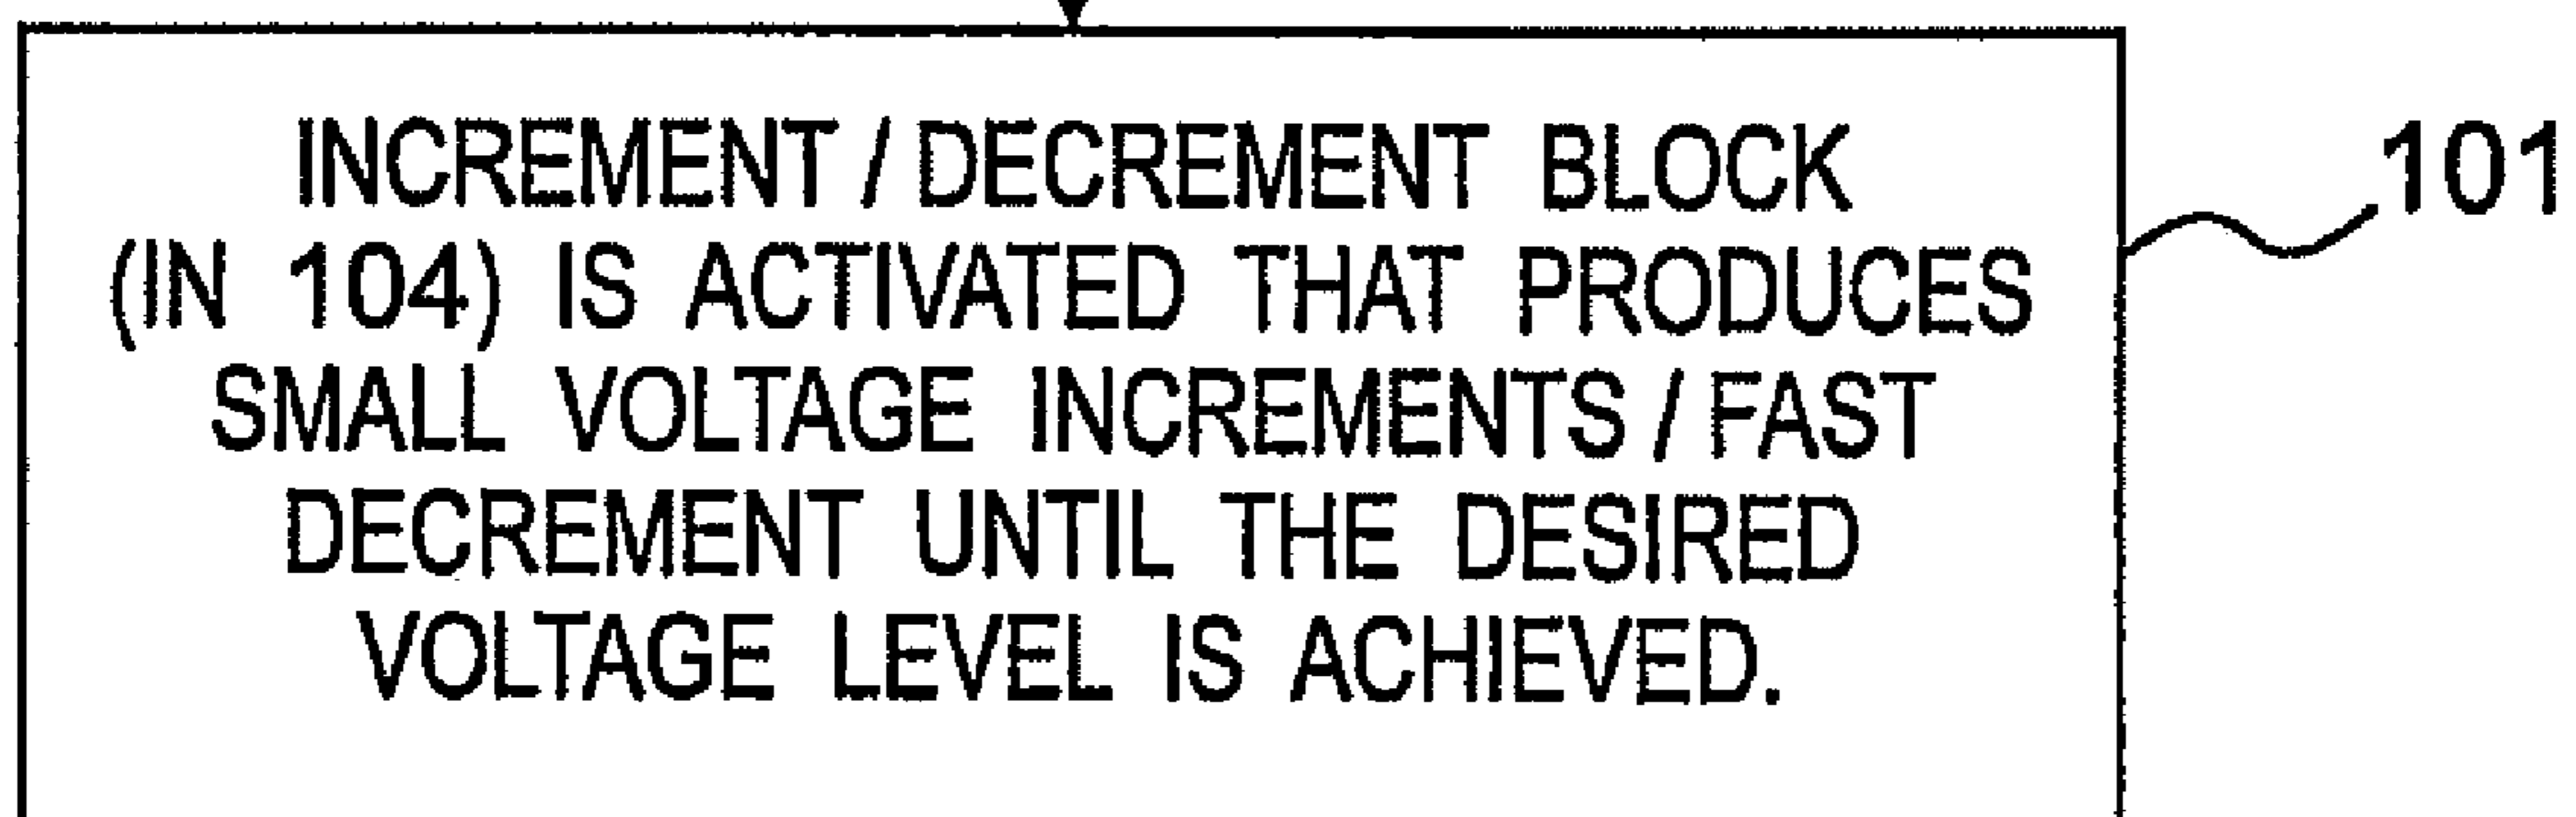 INCREMENT / DECREMENT BLOCK
(IN 104) IS ACTIVATED THAT PRODUCES
SMALL VOLTAGE INCREMENTS / FAST
DECREMENT UNTIL THE DESIRED
VOLTAGE LEVEL IS ACHIEVED.
101